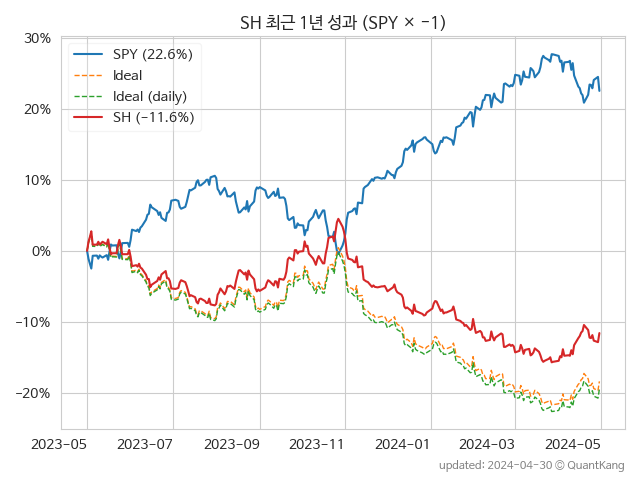 SH 최근 1년 성과 (SPY × −1)
30%
20%
10%
0%
−10%
−20%
SPY (22.6%)
Ideal
Ideal (daily)
SH (−11.6%)
2023-05
2023-07
2023-09
2023-11
2024-01
2024-03
2024-05
updated: 2024-04-30 © QuantKang